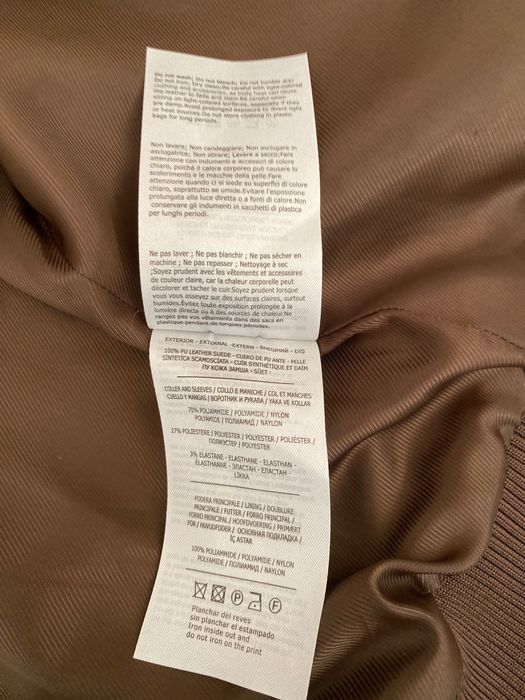 Do not wash; Do not bleach; Do not tumble dry;
Do not iron; Dry clean;Be careful with light-colored
clothing and accessories, as body heat can cause
the leather to fade and stain.Be careful when
sitting on light-colored surfaces, especially if they
are damp.Avoid prolonged exposure to direct light
or heat sources.Do not store clothing in plastic
bags for long periods.
Non lavare; Non candeggiare; Non asciugare in
asciugatrice; Non stirare; Lavare a secco;Fare
attenzione con indumenti e accessori di colore
chiaro, poiché il calore corporeo può causare lo
scolorimento e le macchie della pelle.Fare
attenzione quando ci si siede su superfici di colore
chiaro, soprattutto se umide.Evitare l'esposizione
prolungata alla luce diretta o a fonti di calore.Non
conservare gli indumenti in sacchetti di plastica
per lunghi periodi.
Ne pas laver ; Ne pas blanchir ; Ne pas sécher en
machine ; Ne pas repasser ; Nettoyage à sec
;Soyez prudent avec les vêtements et accessoires
de couleur claire, car la chaleur corporelle peut
décolorer et tacher le cuir.Soyez prudent lorsque
vous vous asseyez sur des surfaces claires, surtout
humides.Évitez toute exposition prolongée à la
lumière directe ou à des sources de chaleur.Ne
rangez pas vos vêtements dans des sacs en
plastique pendant de longues périodes.
EXTERIOR - EXTERNAL - EXTERN - ВНЕШНИЙ - DIŞ
100% PU LEATHER SUEDE - CUERO DE PU ANTE - PELLE
SINTETICA SCAMOSCIATA - CUIR SYNTHÉTIQUE ET DAIM
ПУ КОЖА ЗАМША - SÜET
COLLER AND SLEEVES / COLLO E MANICHE / COL ET MANCHES
CUELLO Y MANGAS / ВОРОТНИК И РУКАВА / YAKA VE KOLLAR
70% POLIAMMIDE / POLYAMIDE / NYLON
POLYAMIDE / ПОЛИАМИД / NAYLON
27% POLIESTERE / POLYESTER / POLYESTER / POLIÉSTER /
ПОЛИЭСТЕР / POLYESTER
3% ELASTANE - ELASTHANE - ELASTHAN -
ÉLASTHANNE - ЭЛАСТАН - ЕЛАСТАН -
LİKRA
FODERA PRINCIPALE / LINING / DOUBLURE
PRINCIPALE / FUTTER / FORRO PRINCIPAL /
FORRO PRINCIPAL / HOOFDVOERING / PRIMÆRT
FOR / HUVUDFODER / ОСНОВНАЯ ПОДКЛАДКА /
İÇ ASTAR
100% POLIAMMIDE / POLYAMIDE / NYLON
POLYAMIDE / ПОЛИАМИД / NAYLON
P F
Planchar del reves
sin planchar el estampado
Iron inside out and
do not iron on the print